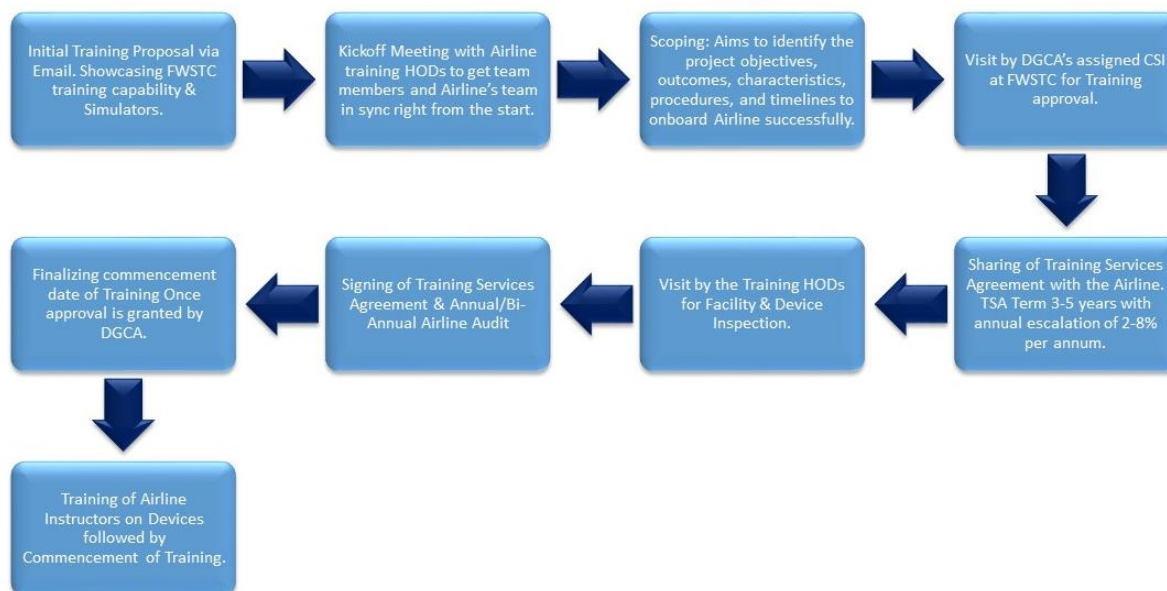 Initial Training Proposal via
Email. Showcasing FWSTC
training capability &
Simulators.
Kickoff Meeting with Airline
training HODs to get team
members and Airline's team
in sync right from the start.
Scoping: Aims to identify the
project objectives,
outcomes, characteristics,
procedures, and timelines to
onboard Airline successfully.
Visit by DGCA's assigned CSI
at FWSTC for Training
approval.
Sharing of Training Services
Agreement with the Airline.
TSA Term 3-5 years with
annual escalation of 2-8%
per annum.
Visit by the Training HODs
for Facility & Device
Inspection.
Signing of Training Services
Agreement & Annual/Bi-
Annual Airline Audit
Finalizing commencement
date of Training Once
approval is granted by
DGCA.
Training of Airline
Instructors on Devices
followed by
Commencement of Training.